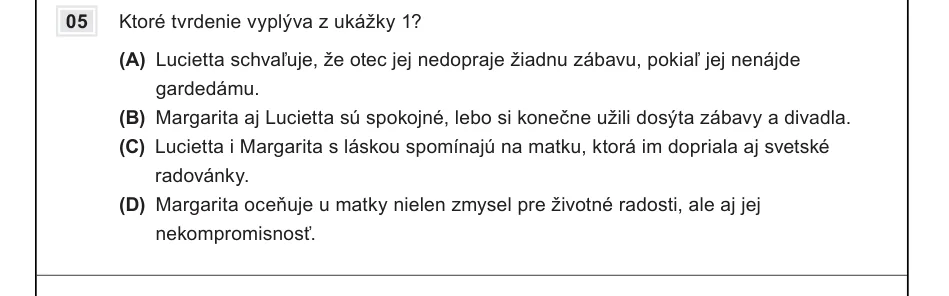 05 Ktoré tvrdenie vyplýva z ukážky 1?
(A) Lucietta schvaľuje, že otec jej nedopraje žiadnu zábavu, pokiaľ jej nenájde
gardedámu.
(B) Margarita aj Lucietta sú spokojné, lebo si konečne užili dosýta zábavy a divadla.
(C) Lucietta i Margarita s láskou spomínajú na matku, ktorá im dopriala aj svetské
radovánky.
(D) Margarita oceňuje u matky nielen zmysel pre životné radosti, ale aj jej
nekompromisnosť.